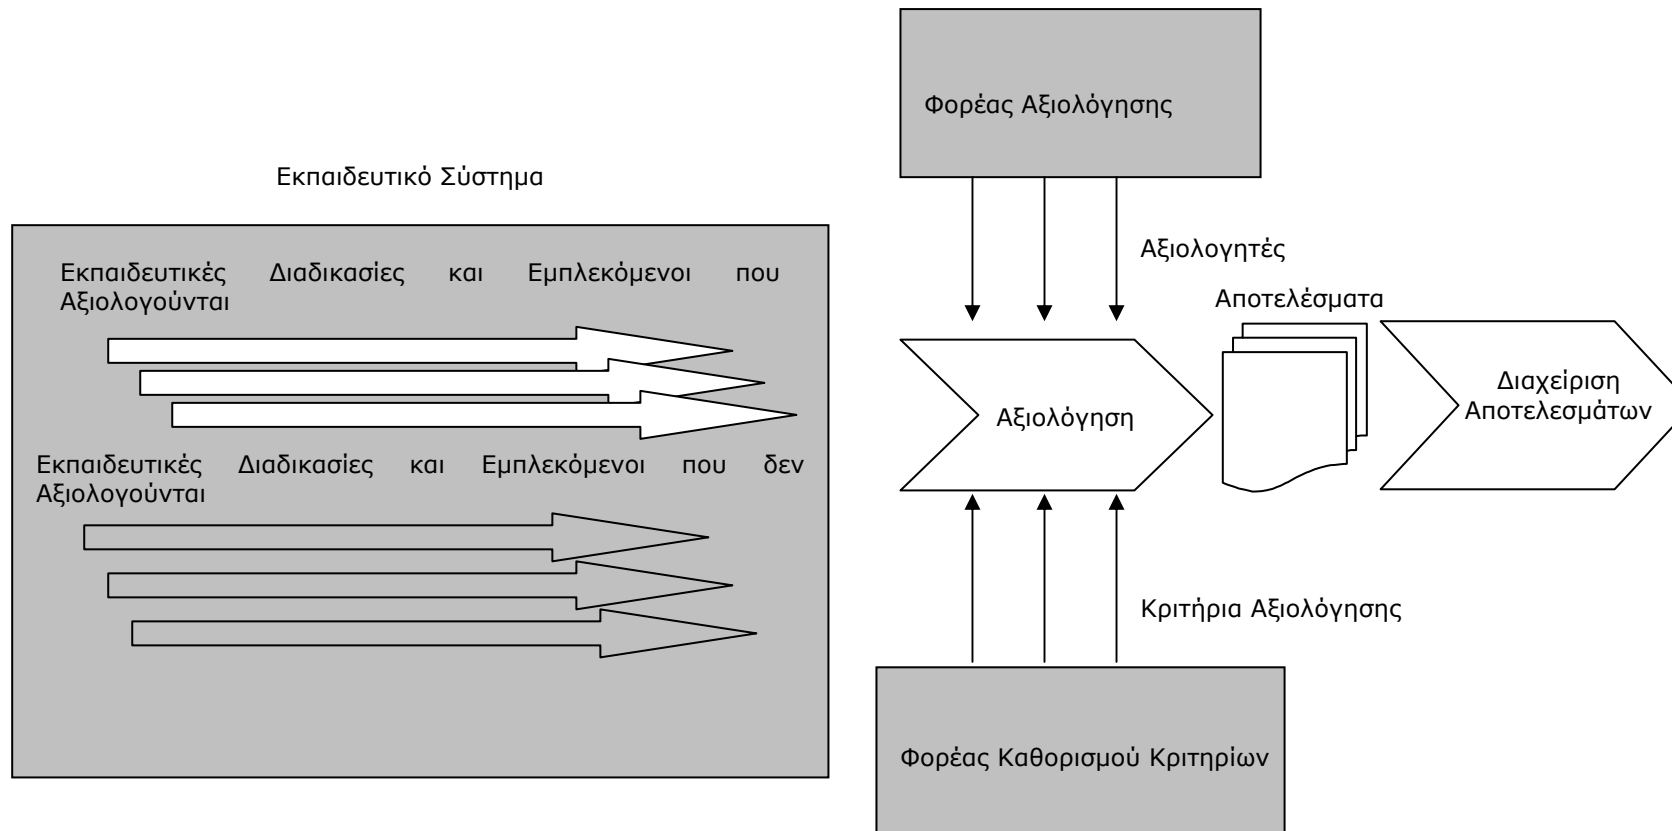 Εκπαιδευτικό Σύστημα
Εκπαιδευτικές Διαδικασίες και Εμπλεκόμενοι που
Αξιολογούνται
Εκπαιδευτικές Διαδικασίες και Εμπλεκόμενοι που δεν
Αξιολογούνται
Φορέας Αξιολόγησης
Αξιολογητές
Αποτελέσματα
Αξιολόγηση
Διαχείριση
Αποτελεσμάτων
Κριτήρια Αξιολόγησης
Φορέας Καθορισμού Κριτηρίων